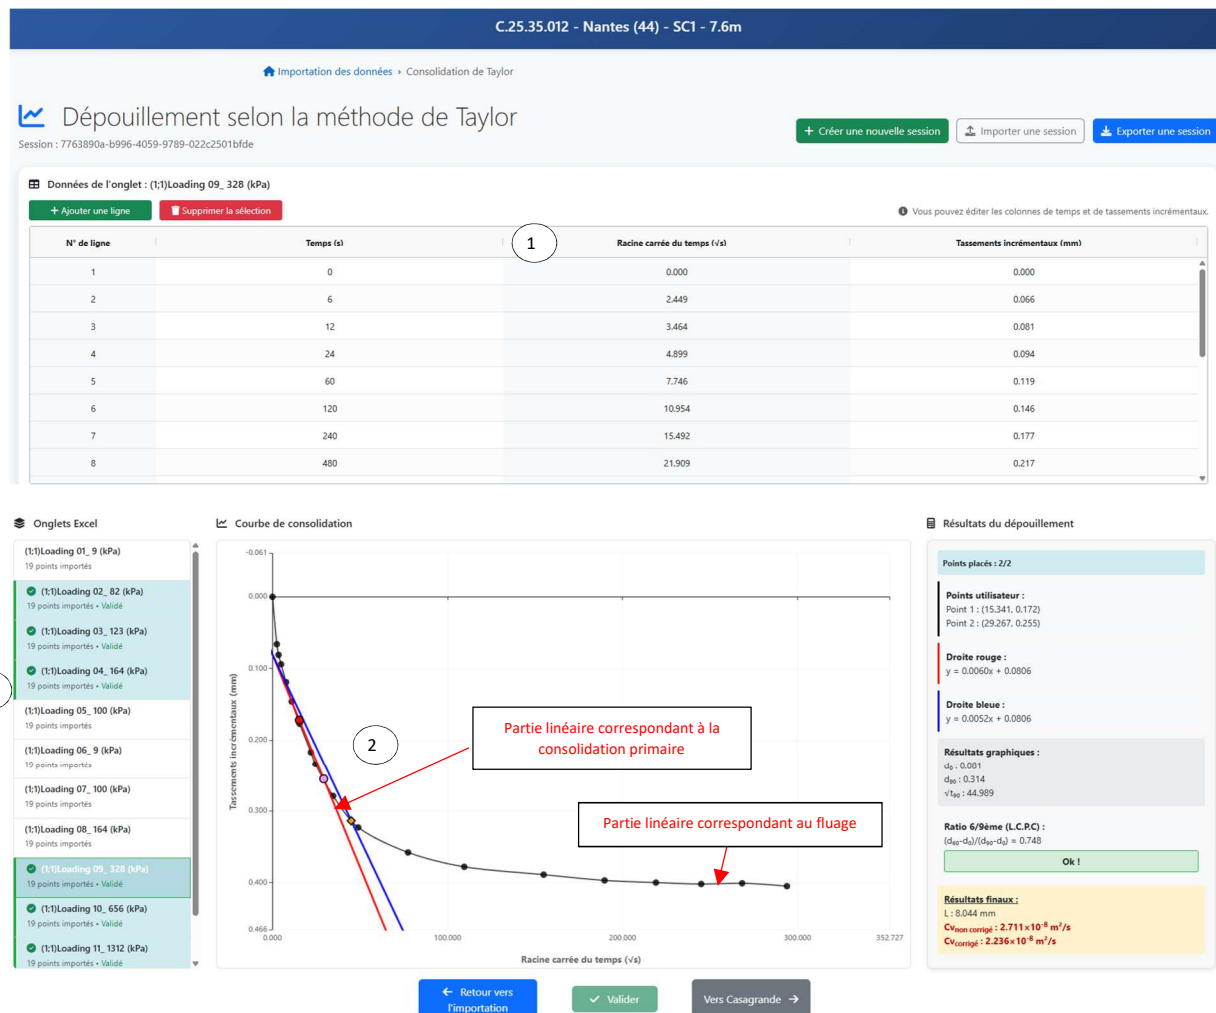 C.25.35.012 - Nantes (44) - SC1 - 7.6m
Importation des données › Consolidation de Taylor
Dépouillement selon la méthode de Taylor
Session : 7763890a-b996-4059-9789-022c2501bfde
+ Créer une nouvelle session
Importer une session
Exporter une session
Données de l'onglet : (1;1)Loading 09_ 328 (kPa)
+ Ajouter une ligne
Supprimer la sélection
Vous pouvez éditer les colonnes de temps et de tassements incrémentaux.
N° de ligne Temps (s) 1 Racine carrée du temps (√s) Tassements incrémentaux (mm)
1 0 0.000 0.000
2 6 2.449 0.066
3 12 3.464 0.081
4 24 4.899 0.094
5 60 7.746 0.119
6 120 10.954 0.146
7 240 15.492 0.177
8 480 21.909 0.217
Onglets Excel
(1;1)Loading 01_ 9 (kPa)
19 points importés
(1;1)Loading 02_ 82 (kPa)
19 points importés • Validé
(1;1)Loading 03_ 123 (kPa)
19 points importés • Validé
(1;1)Loading 04_ 164 (kPa)
19 points importés • Validé
(1;1)Loading 05_ 100 (kPa)
19 points importés
(1;1)Loading 06_ 9 (kPa)
19 points importés
(1;1)Loading 07_ 100 (kPa)
19 points importés
(1;1)Loading 08_ 164 (kPa)
19 points importés
(1;1)Loading 09_ 328 (kPa)
19 points importés • Validé
(1;1)Loading 10_ 656 (kPa)
19 points importés • Validé
(1;1)Loading 11_ 1312 (kPa)
19 points importés • Validé
Courbe de consolidation
-0.061
0.000
0.100
0.200
0.300
0.400
0.466
Tassements incrémentaux (mm)
2
Partie linéaire correspondant à la
consolidation primaire
Partie linéaire correspondant au fluage
0.000 100.000 200.000 300.000 352.727
Racine carrée du temps (√s)
Résultats du dépouillement
Points placés : 2/2
Points utilisateur :
Point 1 : (15.341, 0.172)
Point 2 : (29.267, 0.255)
Droite rouge :
y = 0.0060x + 0.0806
Droite bleue :
y = 0.0052x + 0.0806
Résultats graphiques :
d₀ : 0.001
d₉₀ : 0.314
√t₉₀ : 44.989
Ratio 6/9ème (L.C.P.C) :
(d₆₀-d₀)/(d₉₀-d₀) = 0.748
Ok !
Résultats finaux :
L : 8.044 mm
Cv non corrigé : 2.711×10⁻⁸ m²/s
Cv corrigé : 2.236×10⁻⁸ m²/s
← Retour vers
l'importation
Valider
Vers Casagrande →